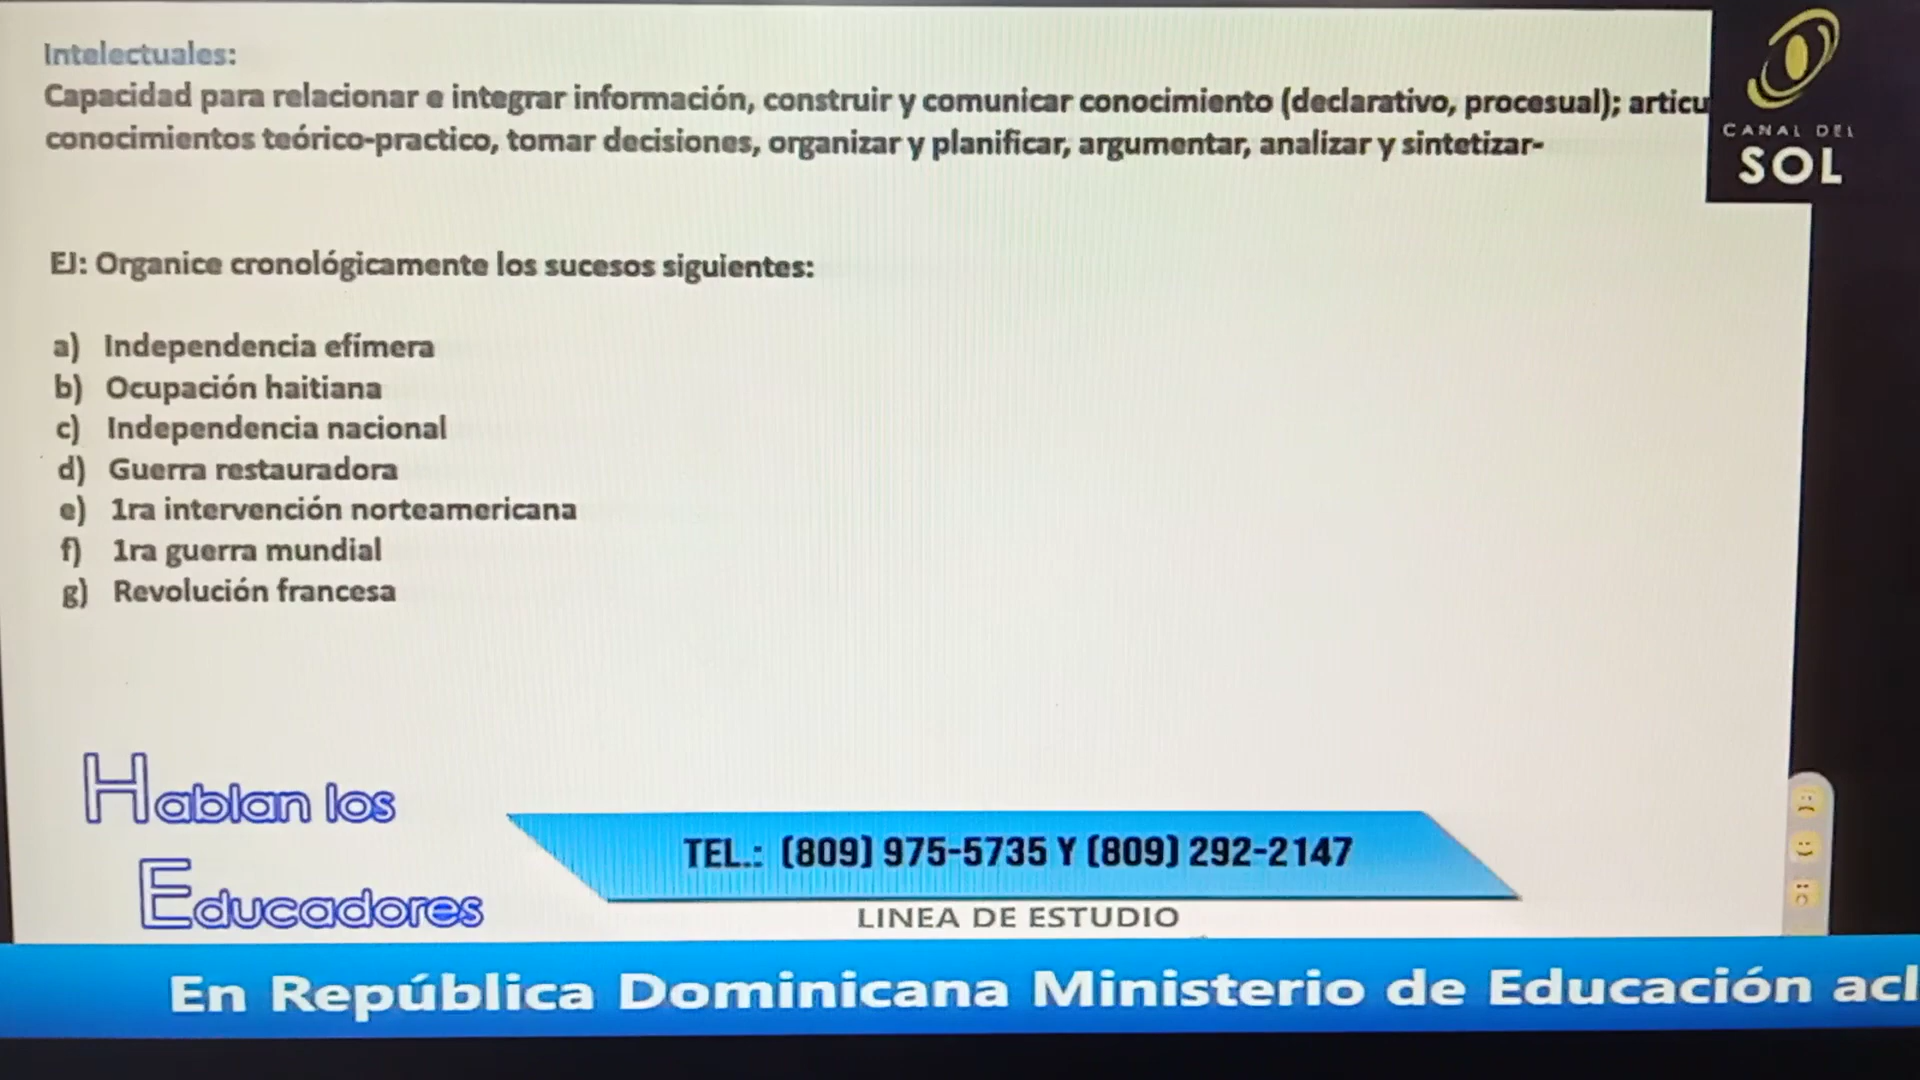 Intelectuales:
Capacidad para relacionar e integrar información, construir y comunicar conocimiento (declarativo, procesual); articu
conocimientos teórico-practico, tomar decisiones, organizar y planificar, argumentar, analizar y sintetizar-
EJ: Organice cronológicamente los sucesos siguientes:
a) Independencia efímera
b) Ocupación haitiana
c) Independencia nacional
d) Guerra restauradora
e) 1ra intervención norteamericana
f) 1ra guerra mundial
g) Revolución francesa
CANAL DEL
SOL
Hablan los
Educadores
TEL.: (809) 975-5735 Y (809) 292-2147
LINEA DE ESTUDIO
En República Dominicana Ministerio de Educación acl